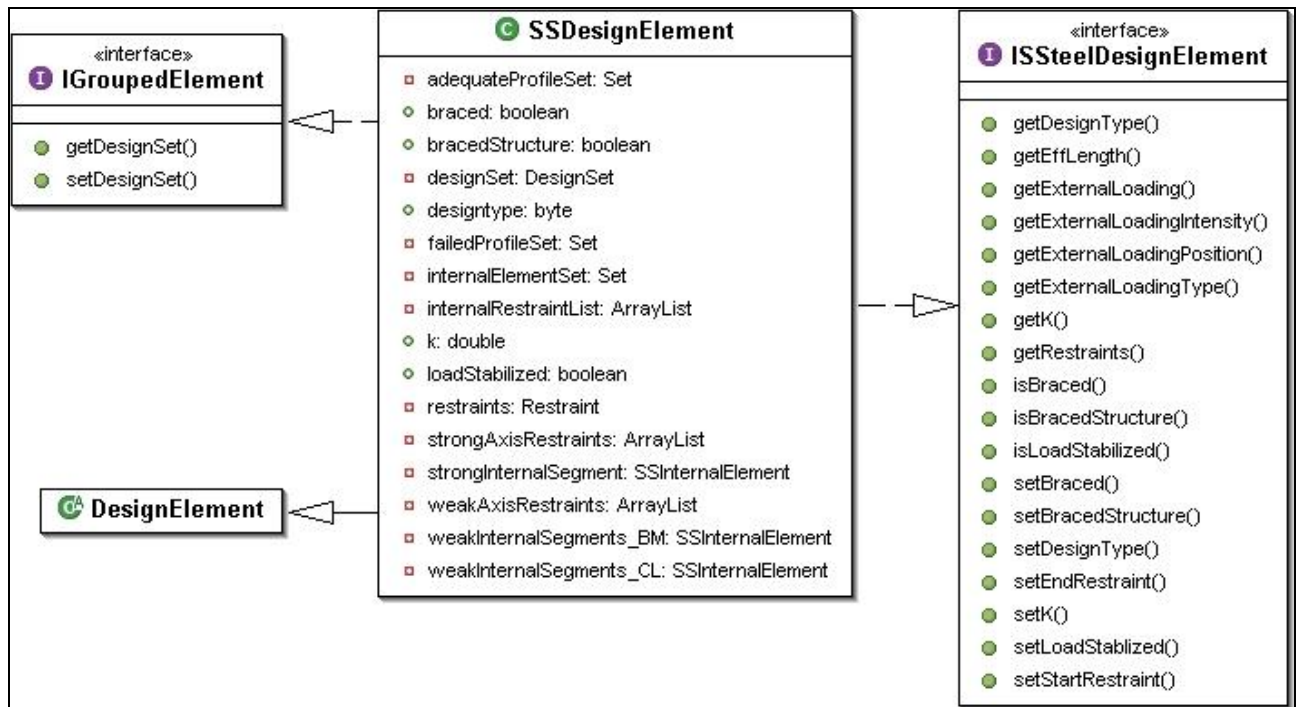 «interface»
IGroupedElement
getDesignSet()
setDesignSet()
DesignElement
SSDesignElement
adequateProfileSet: Set
braced: boolean
bracedStructure: boolean
designSet: DesignSet
designtype: byte
failedProfileSet: Set
internalElementSet: Set
internalRestraintList: ArrayList
k: double
loadStabilized: boolean
restraints: Restraint
strongAxisRestraints: ArrayList
strongInternalSegment: SSInternalElement
weakAxisRestraints: ArrayList
weakInternalSegments_BM: SSInternalElement
weakInternalSegments_CL: SSInternalElement
«interface»
ISSteelDesignElement
getDesignType()
getEffLength()
getExternalLoading()
getExternalLoadingIntensity()
getExternalLoadingPosition()
getExternalLoadingType()
getK()
getRestraints()
isBraced()
isBracedStructure()
isLoadStabilized()
setBraced()
setBracedStructure()
setDesignType()
setEndRestraint()
setK()
setLoadStablized()
setStartRestraint()